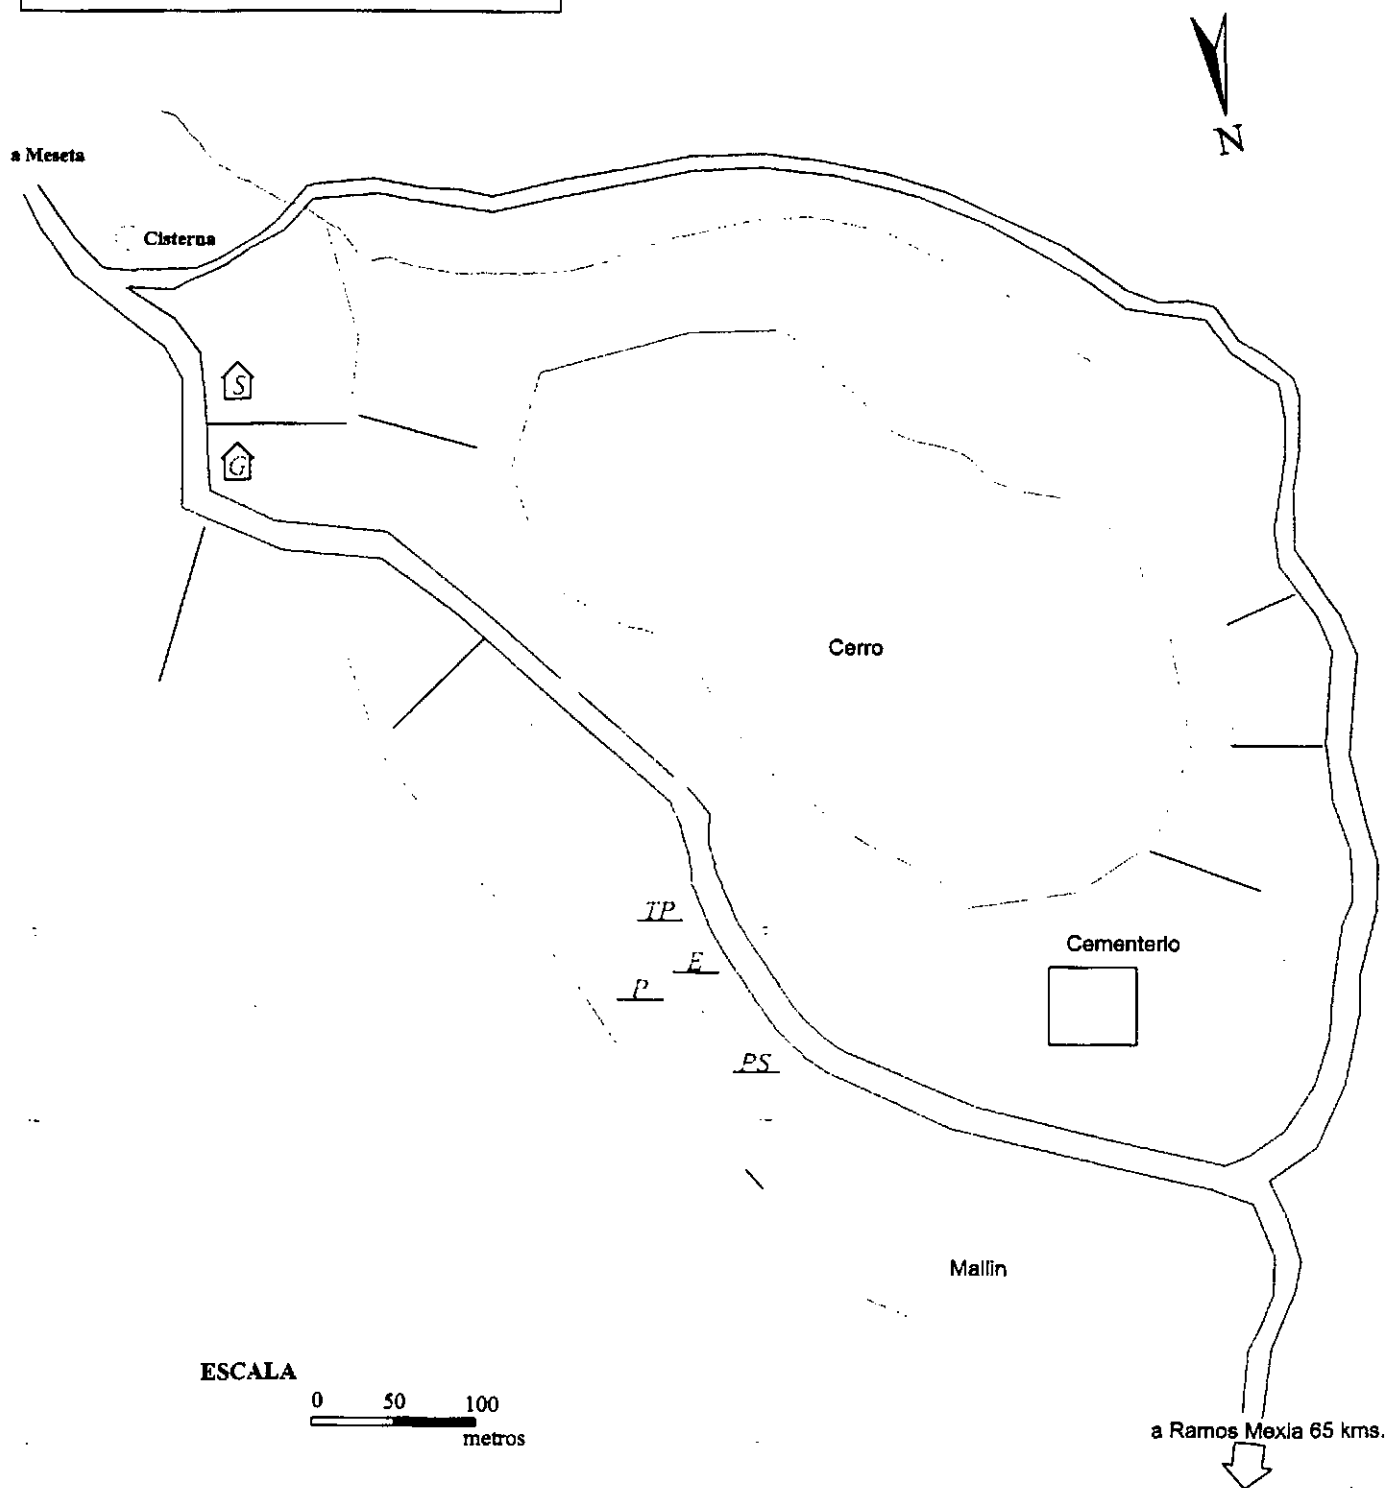 N
a Meseta
Cisterna
S
G
Cerro
TP
Cementerio
E
P
PS
Mallin
ESCALA
0 50 100
metros
a Ramos Mexia 65 kms.